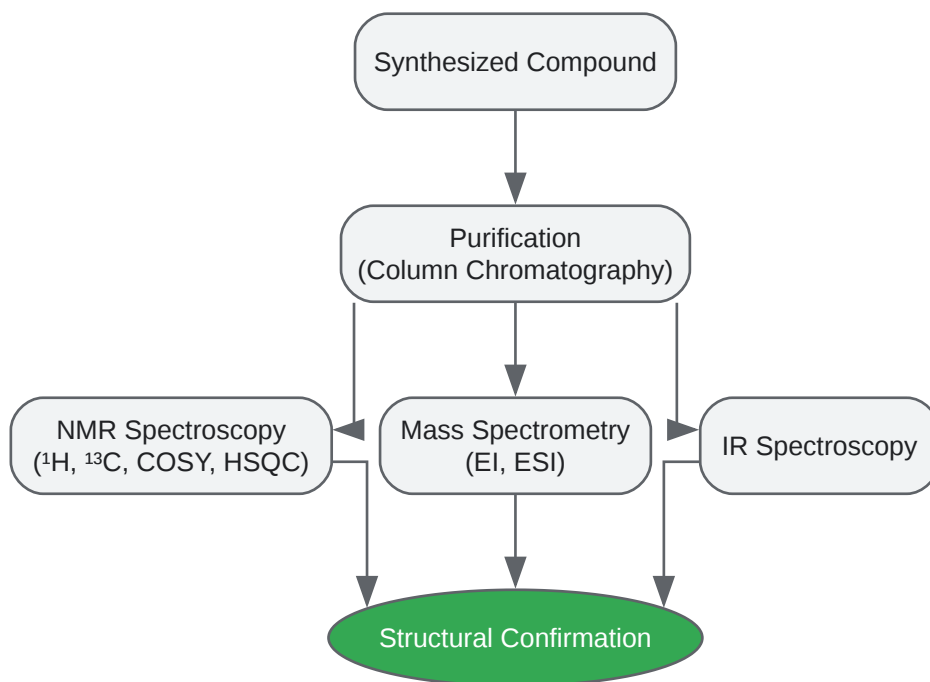 Synthesized Compound
Purification
(Column Chromatography)
NMR Spectroscopy
(¹H, ¹³C, COSY, HSQC)
Mass Spectrometry
(EI, ESI)
IR Spectroscopy
Structural Confirmation